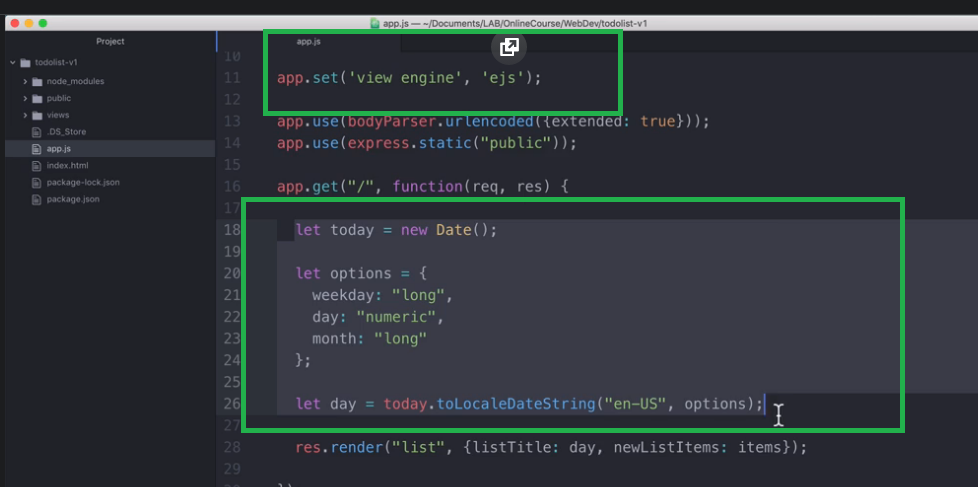 app.js — ~/Documents/LAB/OnlineCourse/WebDev/todolist-v1
Project
todolist-v1
node_modules
public
views
.DS_Store
app.js
index.html
package-lock.json
package.json
app.js
10
11 app.set('view engine', 'ejs');
12
13 app.use(bodyParser.urlencoded({extended: true}));
14 app.use(express.static("public"));
15
16 app.get("/", function(req, res) {
17
18 let today = new Date();
19
20 let options = {
21 weekday: "long",
22 day: "numeric",
23 month: "long"
24 };
25
26 let day = today.toLocaleDateString("en-US", options);
27
28 res.render("list", {listTitle: day, newListItems: items});
29